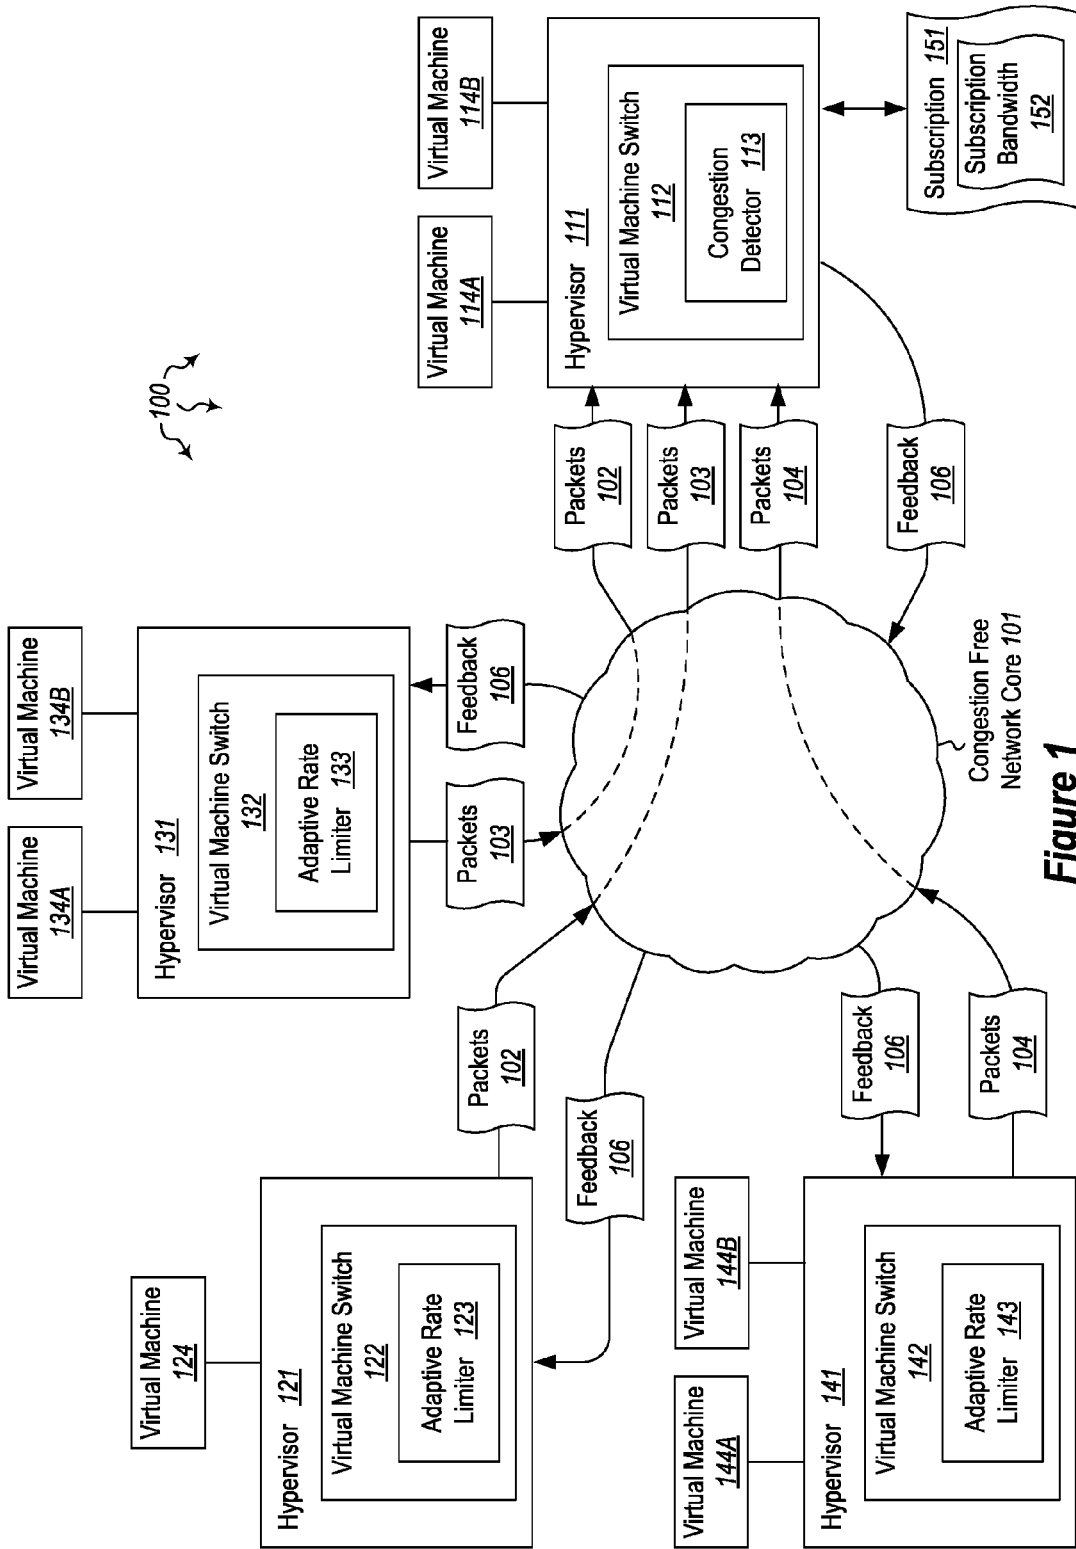 100
Virtual Machine
124
Hypervisor 121
Virtual Machine Switch
122
Adaptive Rate
Limiter 123
Virtual Machine
134A
Virtual Machine
134B
Hypervisor 131
Virtual Machine Switch
132
Adaptive Rate
Limiter 133
Virtual Machine
114A
Virtual Machine
114B
Hypervisor 111
Virtual Machine Switch
112
Congestion
Detector 113
Packets
102
Feedback
106
Packets
103
Feedback
106
Packets
102
Packets
103
Packets
104
Feedback
106
Virtual Machine
144A
Virtual Machine
144B
Hypervisor 141
Virtual Machine Switch
142
Adaptive Rate
Limiter 143
Feedback
106
Packets
104
Congestion Free
Network Core 101
Subscription 151
Subscription
Bandwidth
152
Figure 1